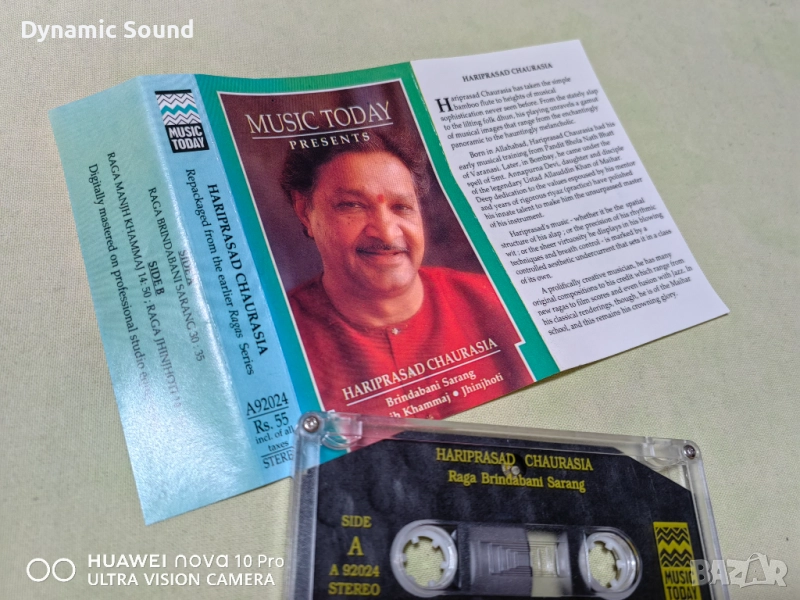 Dynamic Sound
MUSIC
TODAY
HARIPRASAD CHAURASIA
Repackaged from the earlier Ragas Series
SIDE A
RAGA BRINDABANI SARANG 30:35
SIDE B
RAGA MANJH KHAMMAJ 14:50 ; RAGA JHINJHOTI
Digitally mastered on professional studio
A92024
Rs. 55
incl. of all
taxes
STEREO
MUSIC TODAY
PRESENTS
HARIPRASAD CHAURASIA
Brindabani Sarang
Khammaj • Jhinjhoti
HARIPRASAD CHAURASIA
Hariprasad Chaurasia has taken the simple
bamboo flute to heights of musical
sophistication never seen before. From the stately alap
to the lilting folk dhun, his playing unravels a gamut
of musical images that range from the enchantingly
panoramic to the hauntingly melancholic.
Born in Allahabad, Hariprasad Chaurasia had his
early musical training from Pandit Bhola Nath Bhatt
of Varanasi. Later, in Bombay, he came under the
spell of Smt. Annapurna Devi, daughter and disciple
of the legendary Ustad Allauddin Khan of Maihar.
Deep dedication to the values espoused by his mentor
and years of rigorous riyaz (practice) have polished
his innate talent to make him the unsurpassed master
of his instrument.
Hariprasad's music - whether it be the spatial
structure of his alap ; or the precision of his rhythmic
wit ; or the sheer virtuosity he displays in his blowing
techniques and breath control - is marked by a
controlled aesthetic undercurrent that sets it in a class
of its own.
A prolifically creative musician, he has many
original compositions to his credit which range from
new ragas to film scores and even fusion with Jazz. In
his classical renderings, though, he is of the Maihar
school, and this remains his crowning glory.
HARIPRASAD CHAURASIA
Raga Brindabani Sarang
SIDE
A
A 92024
STEREO
MUSIC
TODAY
HUAWEI nova 10 Pro
ULTRA VISION CAMERA
BAZAR